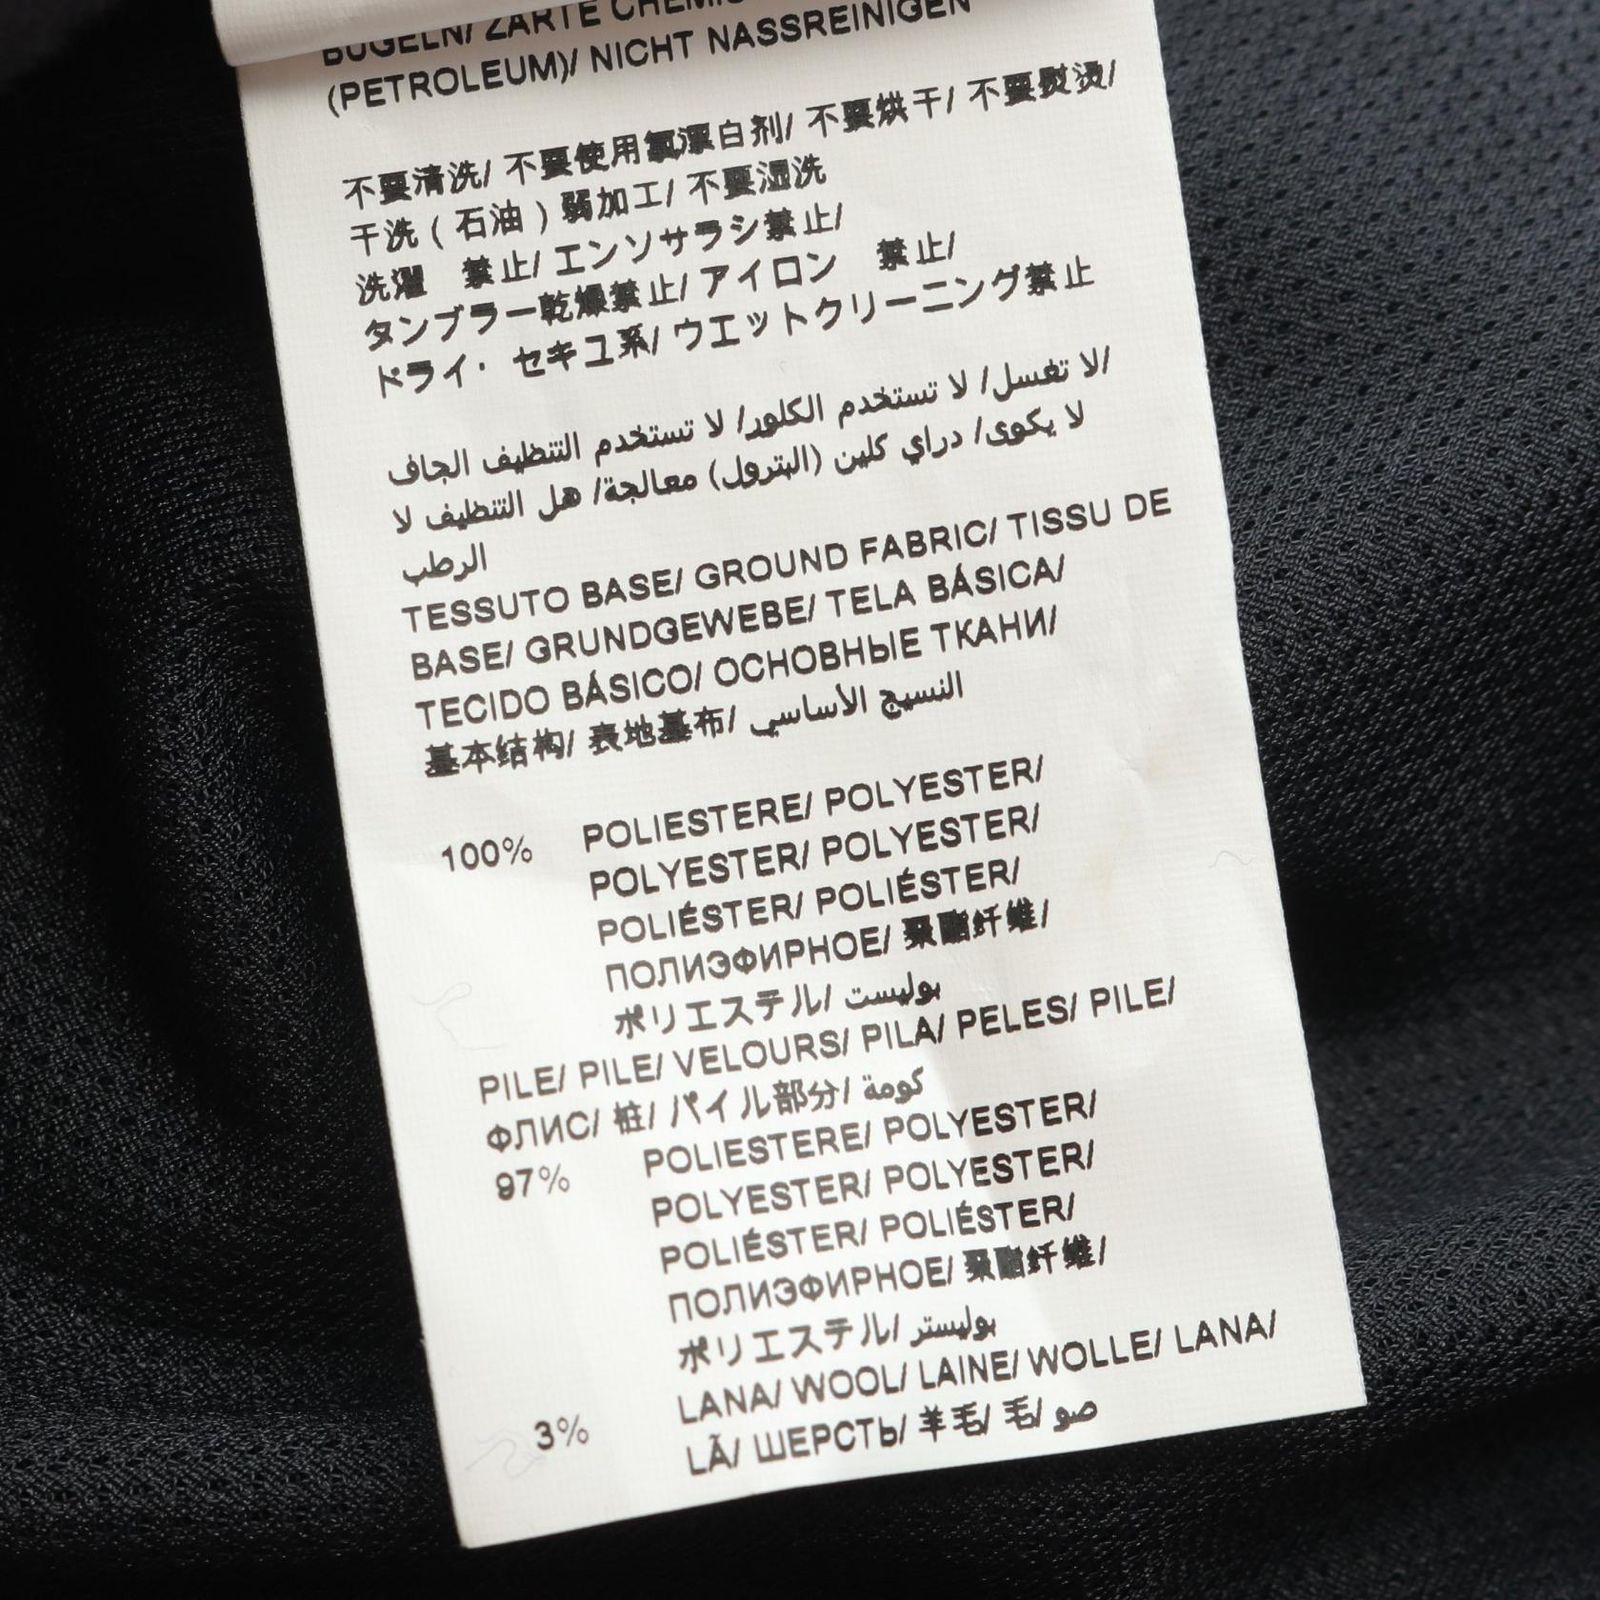 BÜGELN/ ZARTE
(PETROLEUM)/ NICHT NASSREINIGEN
不要清洗/ 不要使用氯漂白剂/ 不要烘干/ 不要熨烫/
干洗 ( 石油 ) 弱加工/ 不要湿洗
洗濯 禁止/ エンソサラシ禁止/
タンブラー乾燥禁止/ アイロン 禁止/
ドライ・ セキユ系/ ウエットクリーニング禁止
لا تغسل/ لا تستخدم الكلور/ لا تستخدم التنظيف الجاف/
لا يكوى/ دراي كلين (البترول) معالجة/ هل التنظيف لا
الرطب
TESSUTO BASE/ GROUND FABRIC/ TISSU DE
BASE/ GRUNDGEWEBE/ TELA BÁSICA/
TECIDO BÁSICO/ ОСНОВНЫЕ ТКАНИ/
基本结构/ 表地基布/ النسيج الأساسي
100% POLIESTERE/ POLYESTER/
POLYESTER/ POLYESTER/
POLIÉSTER/ POLIÉSTER/
ПОЛИЭФИРНОЕ/ 聚酯纤维/
ポリエステル/ بوليست
PILE/ PILE/ VELOURS/ PILA/ PELES/ PILE/
ФЛИС/ 桩/ パイル部分/ كومة
97% POLIESTERE/ POLYESTER/
POLYESTER/ POLYESTER/
POLIÉSTER/ POLIÉSTER/
ПОЛИЭФИРНОЕ/ 聚酯纤维/
ポリエステル/ بوليستر
3% LANA/ WOOL/ LAINE/ WOLLE/ LANA/
LÃ/ ШЕРСТЬ/ 羊毛/ 毛/ صو